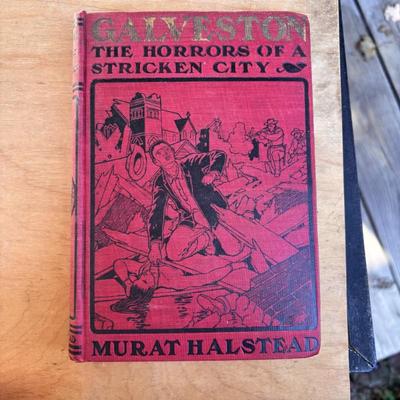 GALVESTON
THE HORRORS OF A
STRICKEN CITY
MURAT HALSTEAD